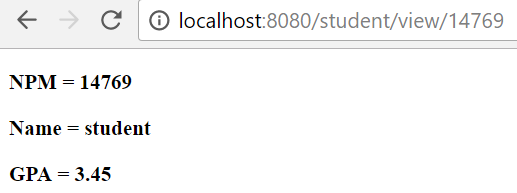 localhost:8080/student/view/14769
NPM = 14769
Name = student
GPA = 3.45